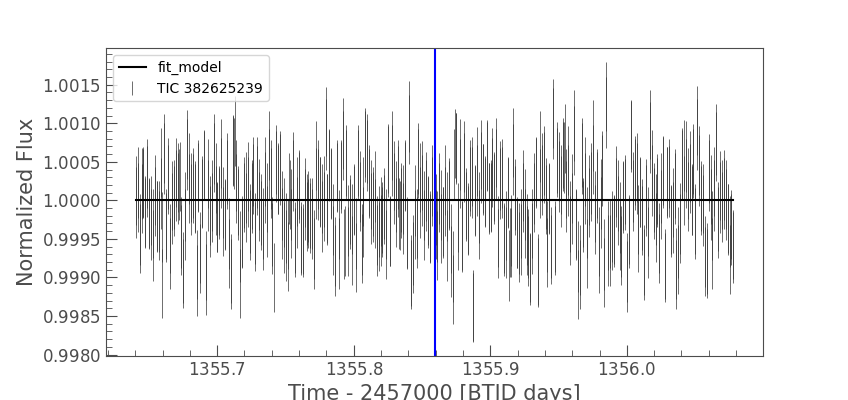 fit_model
TIC 382625239
Normalized Flux
1.0015
1.0010
1.0005
1.0000
0.9995
0.9990
0.9985
0.9980
1355.7 1355.8 1355.9 1356.0
Time - 2457000 [BTJD days]